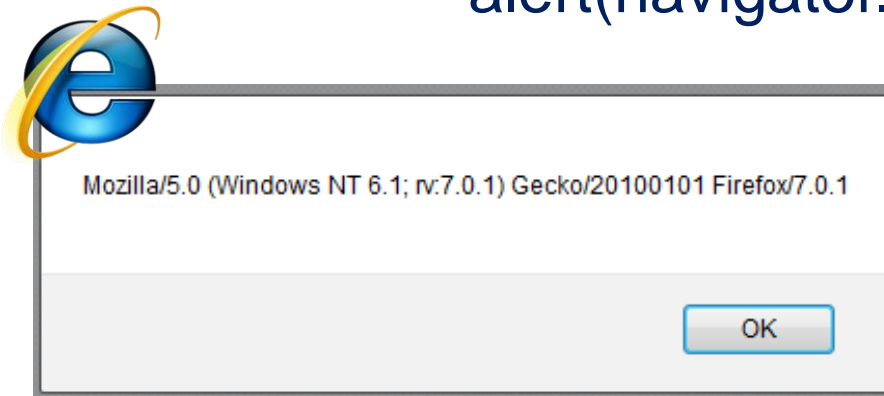 alert(navigator.
Mozilla/5.0 (Windows NT 6.1; rv:7.0.1) Gecko/20100101 Firefox/7.0.1
OK